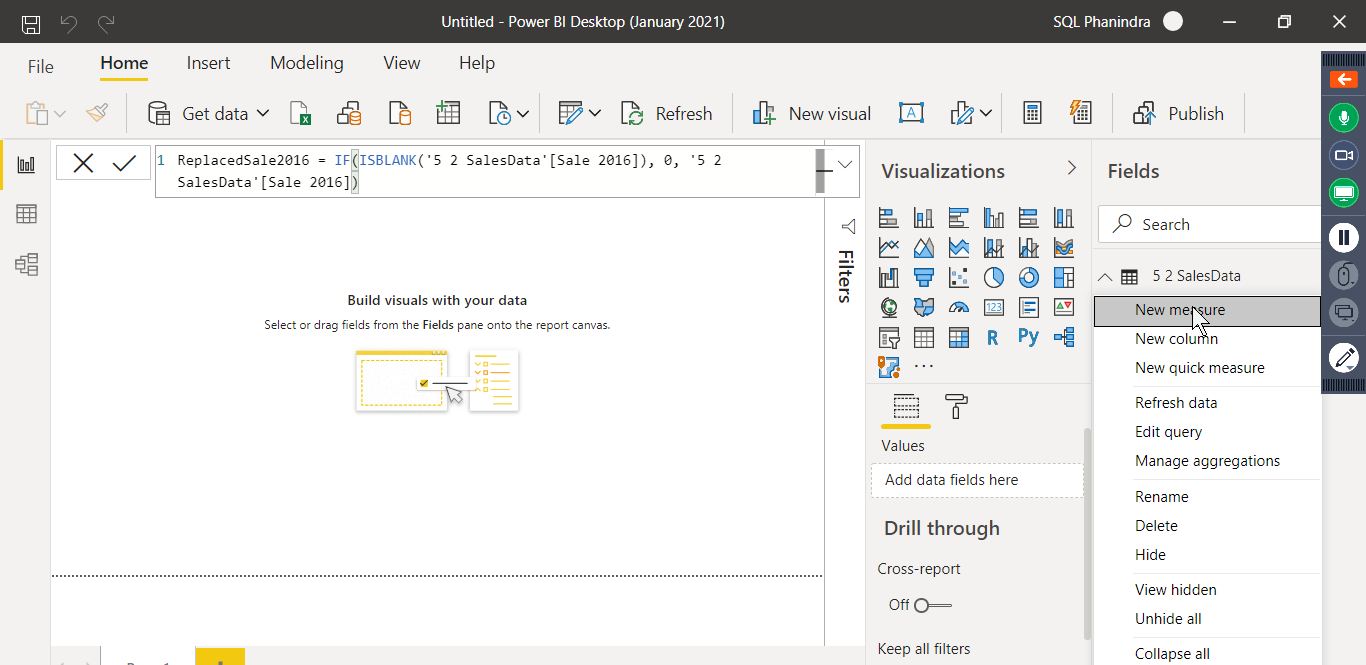 Untitled - Power BI Desktop (January 2021)
SQL Phanindra
File
Home
Insert
Modeling
View
Help
Get data
Refresh
New visual
Publish
1 ReplacedSale2016 = IF(ISBLANK('5 2 SalesData'[Sale 2016]), 0, '5 2
SalesData'[Sale 2016])
Build visuals with your data
Select or drag fields from the Fields pane onto the report canvas.
Filters
Visualizations
123
R
Py
...
Values
Add data fields here
Drill through
Cross-report
Off
Keep all filters
Fields
Search
5 2 SalesData
New measure
New column
New quick measure
Refresh data
Edit query
Manage aggregations
Rename
Delete
Hide
View hidden
Unhide all
Collapse all